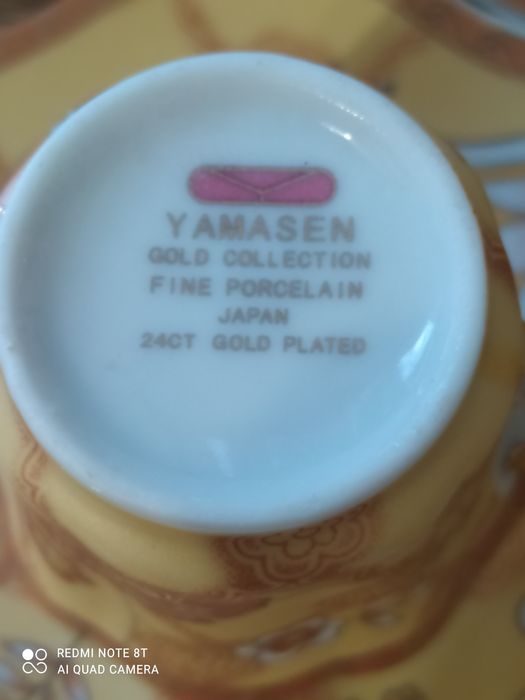 YAMASEN
GOLD COLLECTION
FINE PORCELAIN
JAPAN
24CT GOLD PLATED
REDMI NOTE 8T
AI QUAD CAMERA